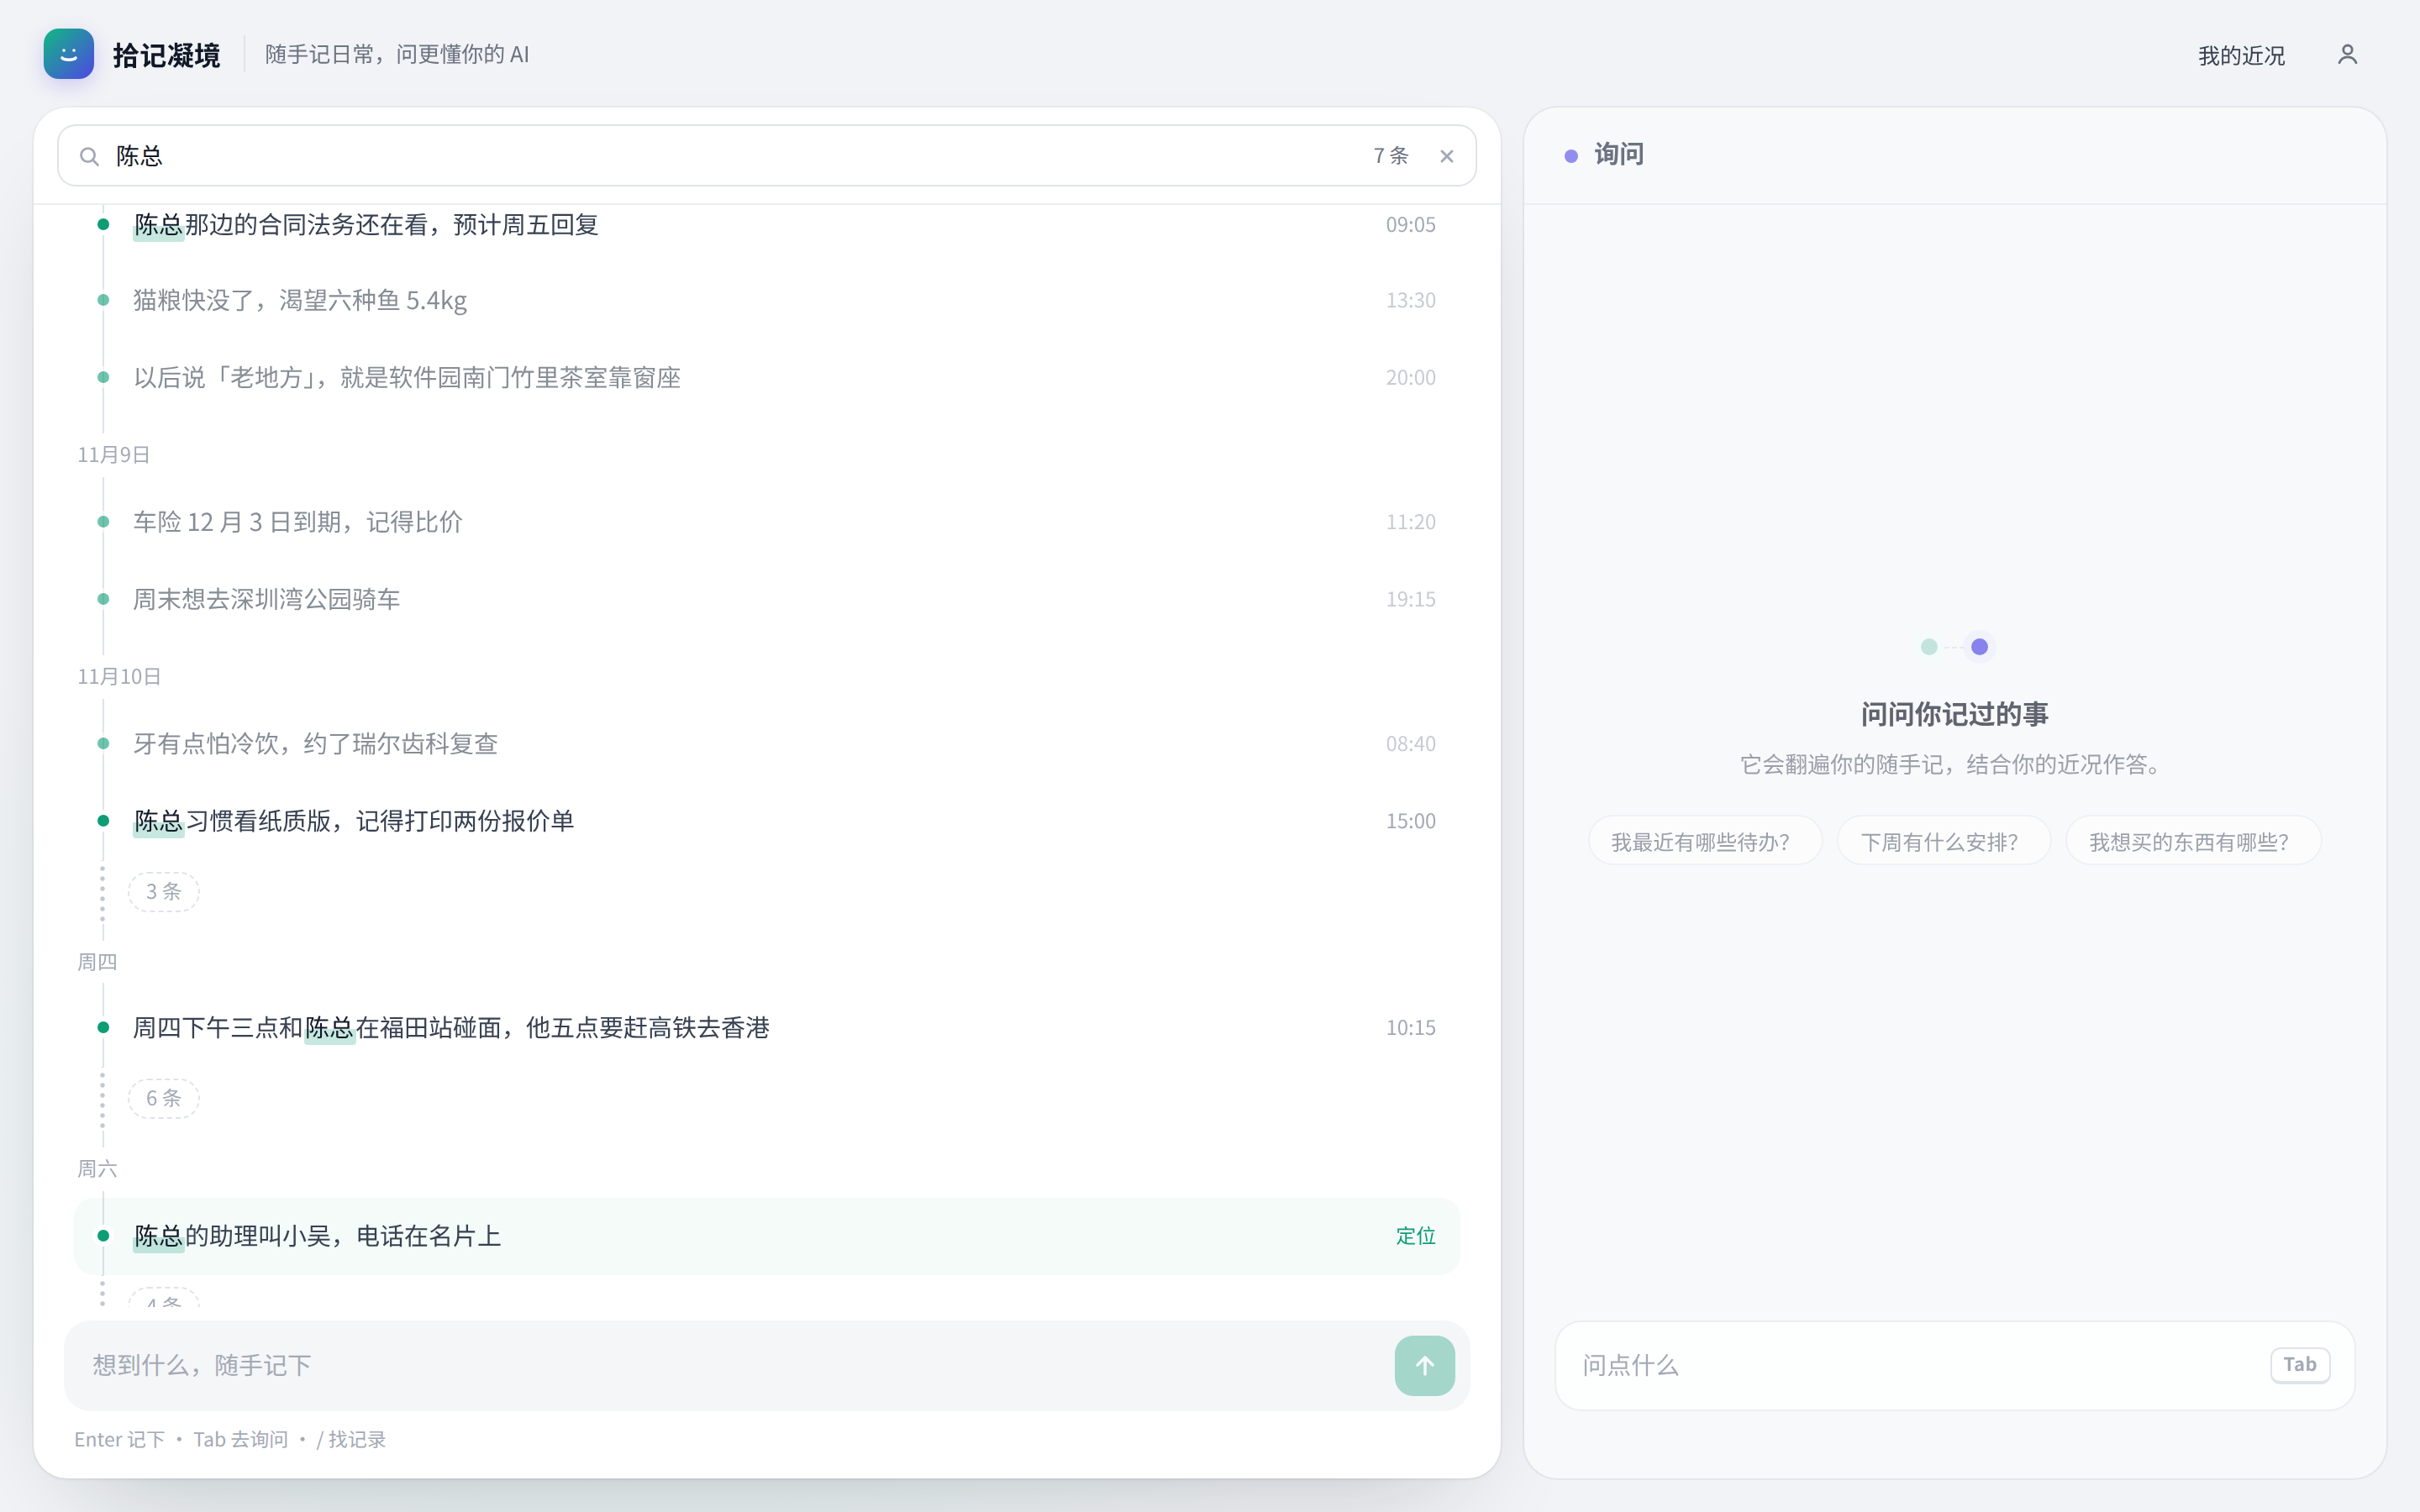 拾记凝境
随手记日常，问更懂你的 AI
我的近况
陈总
7 条
陈总那边的合同法务还在看，预计周五回复
09:05
猫粮快没了，渴望六种鱼 5.4kg
13:30
以后说「老地方」，就是软件园南门竹里茶室靠窗座
20:00
11月9日
车险 12 月 3 日到期，记得比价
11:20
周末想去深圳湾公园骑车
19:15
11月10日
牙有点怕冷饮，约了瑞尔齿科复查
08:40
陈总习惯看纸质版，记得打印两份报价单
15:00
3 条
周四
周四下午三点和陈总在福田站碰面，他五点要赶高铁去香港
10:15
6 条
周六
陈总的助理叫小吴，电话在名片上
定位
4 条
想到什么，随手记下
Enter 记下 · Tab 去询问 · / 找记录
询问
问问你记过的事
它会翻遍你的随手记，结合你的近况作答。
我最近有哪些待办？
下周有什么安排？
我想买的东西有哪些？
问点什么
Tab